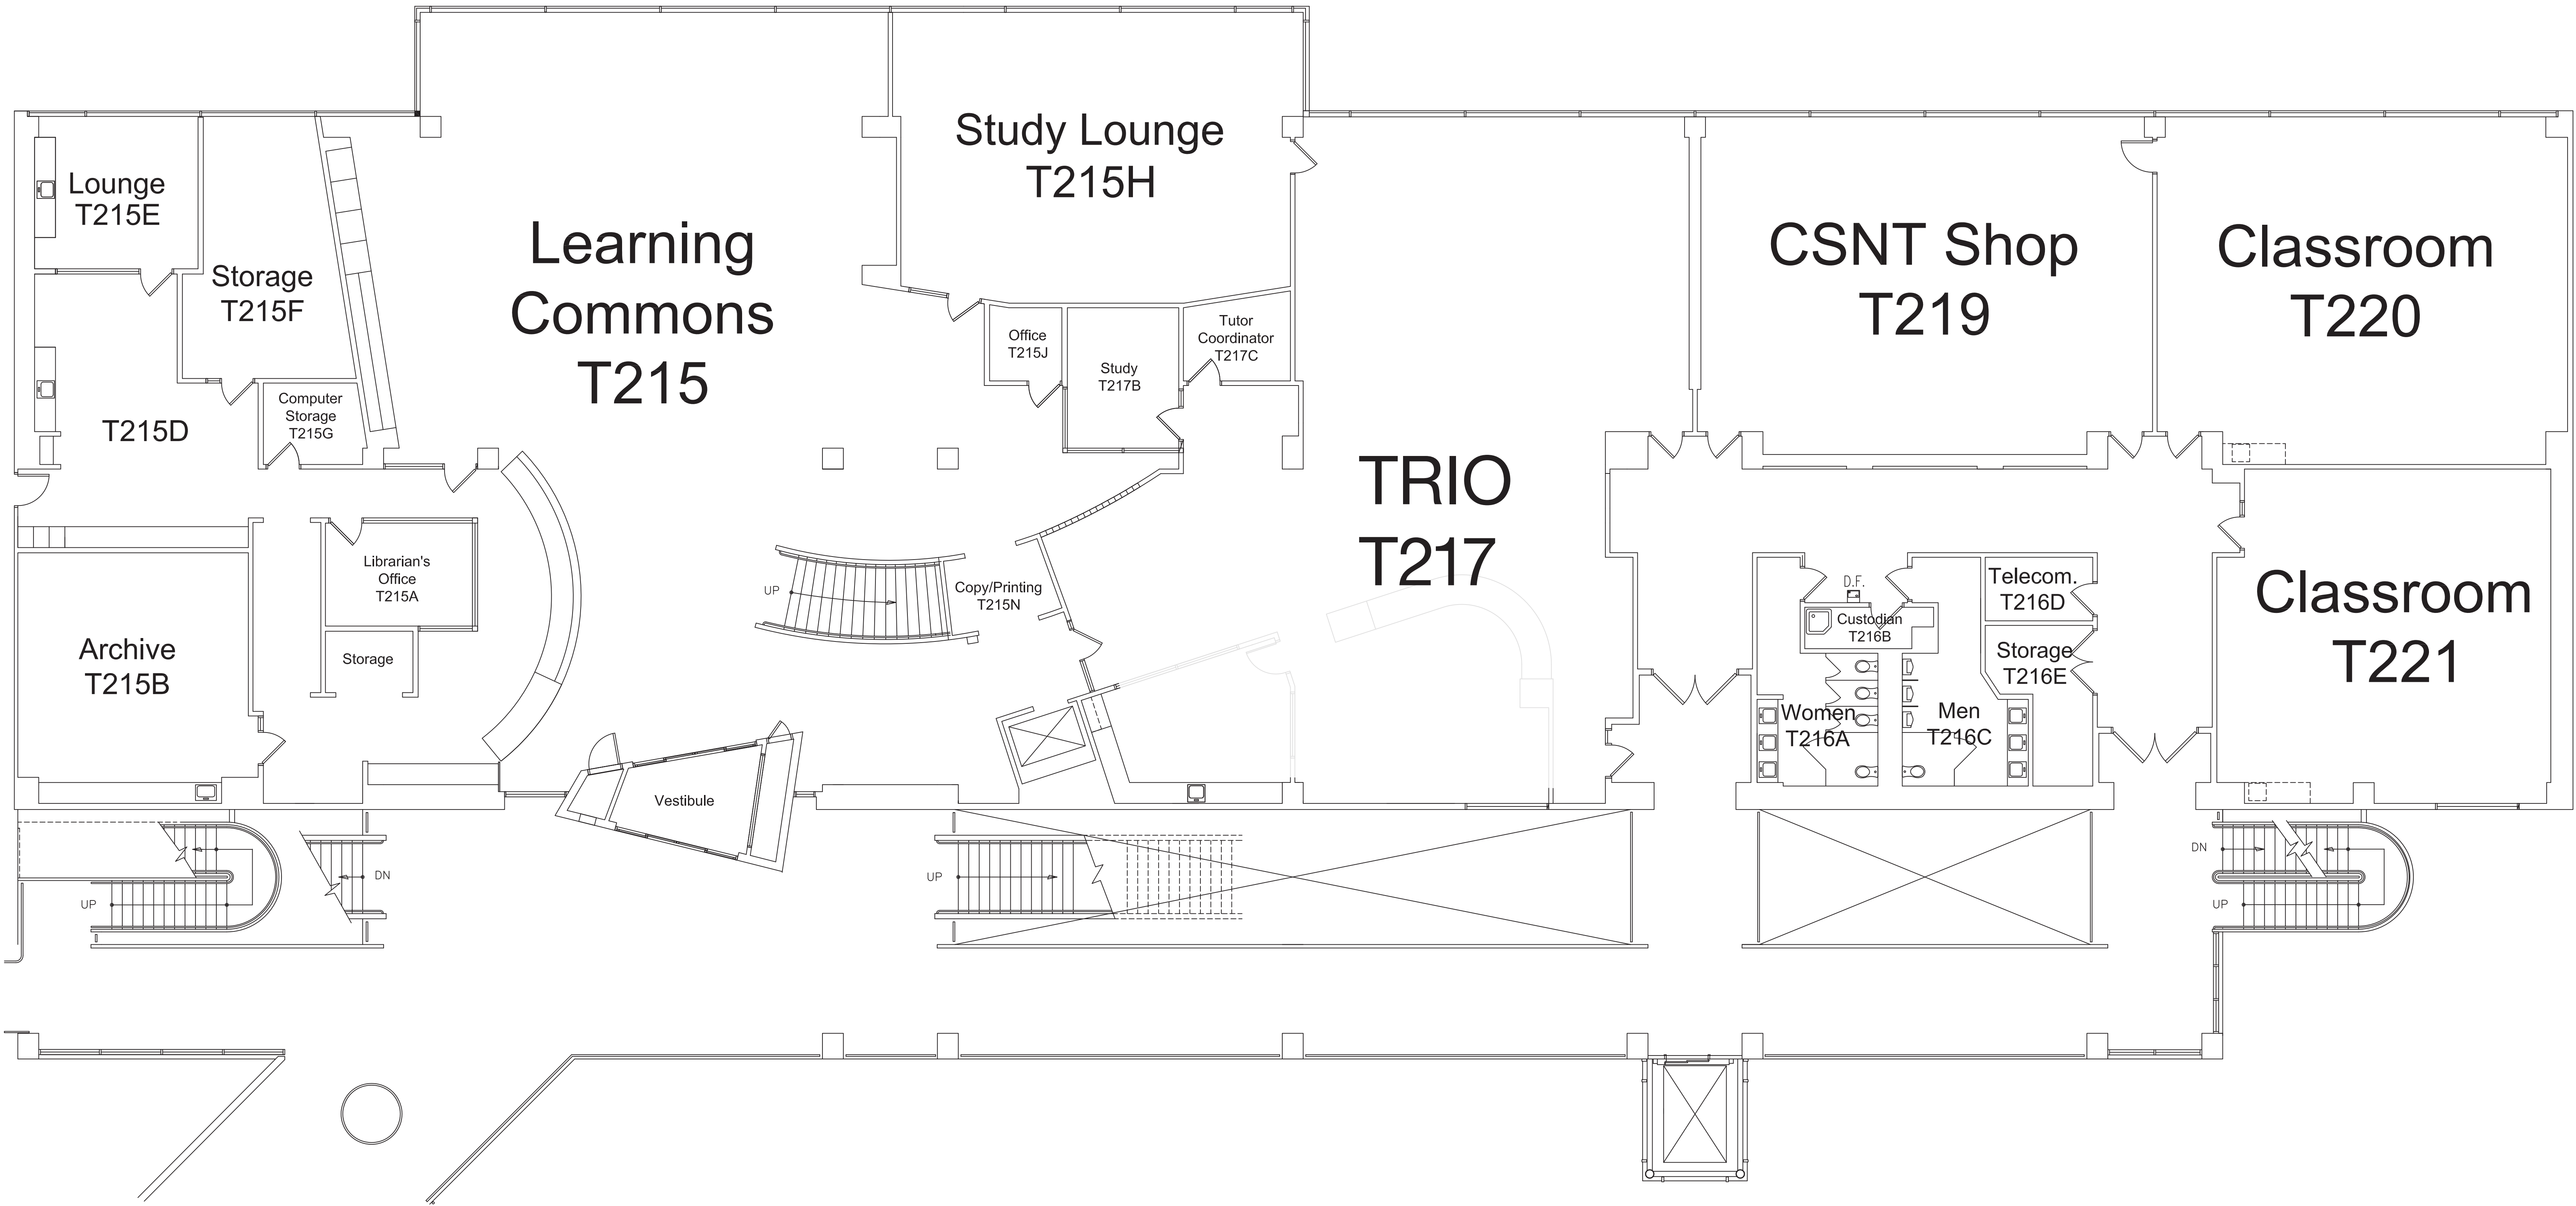 Lounge
T215E
Storage
T215F
T215D
Computer
Storage
T215G
Librarian's
Office
T215A
Storage
Archive
T215B
Learning
Commons
T215
Study Lounge
T215H
Office
T215J
Study
T217B
Tutor
Coordinator
T217C
UP
Copy/Printing
T215N
Vestibule
TRIO
T217
CSNT Shop
T219
Classroom
T220
Classroom
T221
D.F.
Custodian
T216B
Telecom.
T216D
Storage
T216E
Women
T216A
Men
T216C
UP
DN
UP
DN
UP